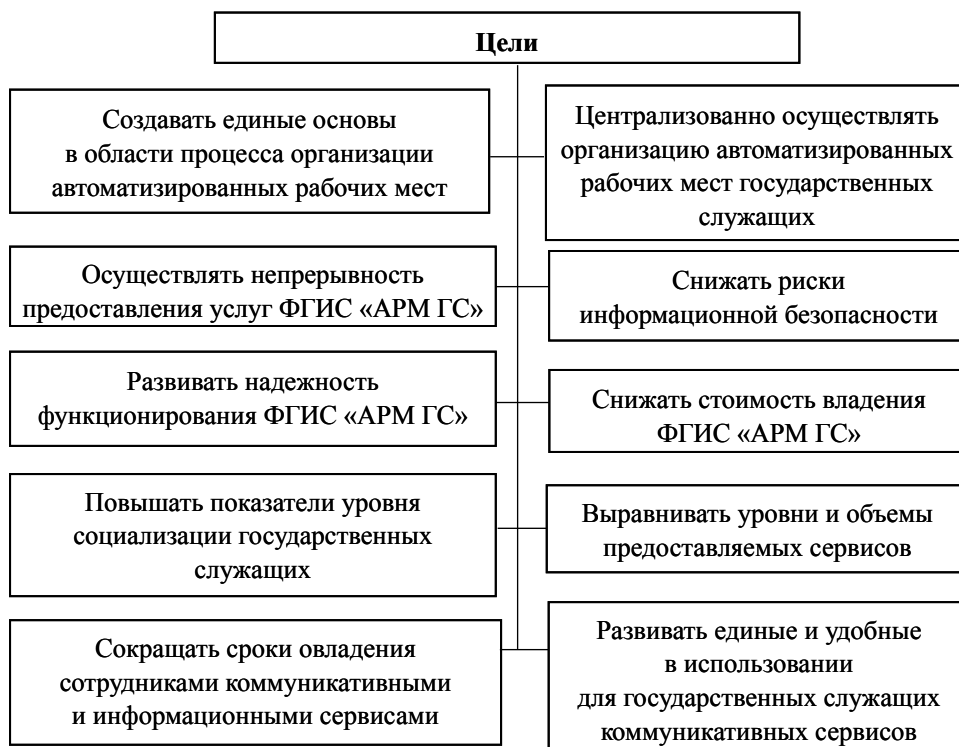 Цели
Создавать единые основы
в области процесса организации
автоматизированных рабочих мест
Централизованно осуществлять
организацию автоматизированных
рабочих мест государственных
служащих
Осуществлять непрерывность
предоставления услуг ФГИС «АРМ ГС»
Снижать риски
информационной безопасности
Развивать надежность
функционирования ФГИС «АРМ ГС»
Снижать стоимость владения
ФГИС «АРМ ГС»
Повышать показатели уровня
социализации государственных
служащих
Выравнивать уровни и объемы
предоставляемых сервисов
Сокращать сроки овладения
сотрудниками коммуникативными
и информационными сервисами
Развивать единые и удобные
в использовании
для государственных служащих
коммуникативных сервисов